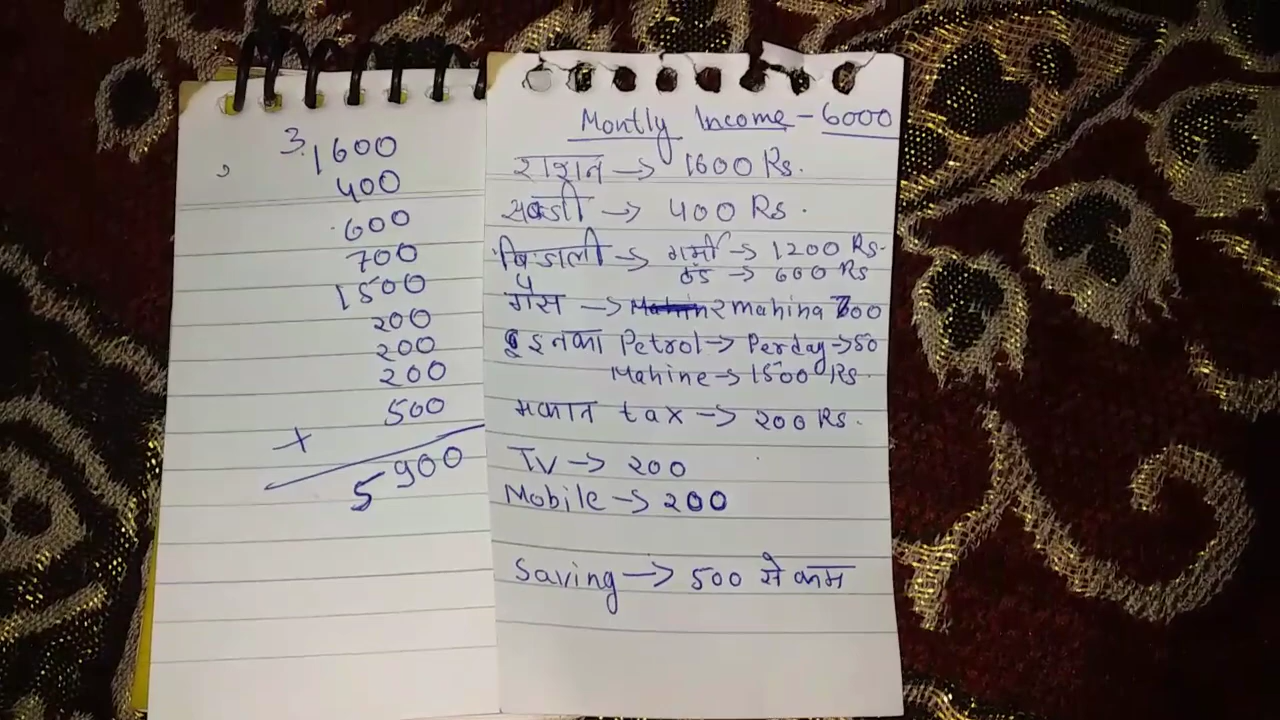 3.
1600
400
600
700
1500
200
200
200
500
+
5900
Montly Income - 6000
राशन → 1600 Rs.
सब्जी → 400 Rs.
बिजली → गर्मी → 1200 Rs.
ठंड → 600 Rs
गैस → 2 mahina 700
इनका Petrol → Perday → 50
Mahine → 1500 Rs.
मकान tax → 200 Rs.
TV → 200
Mobile → 200
Saving → 500 से कम